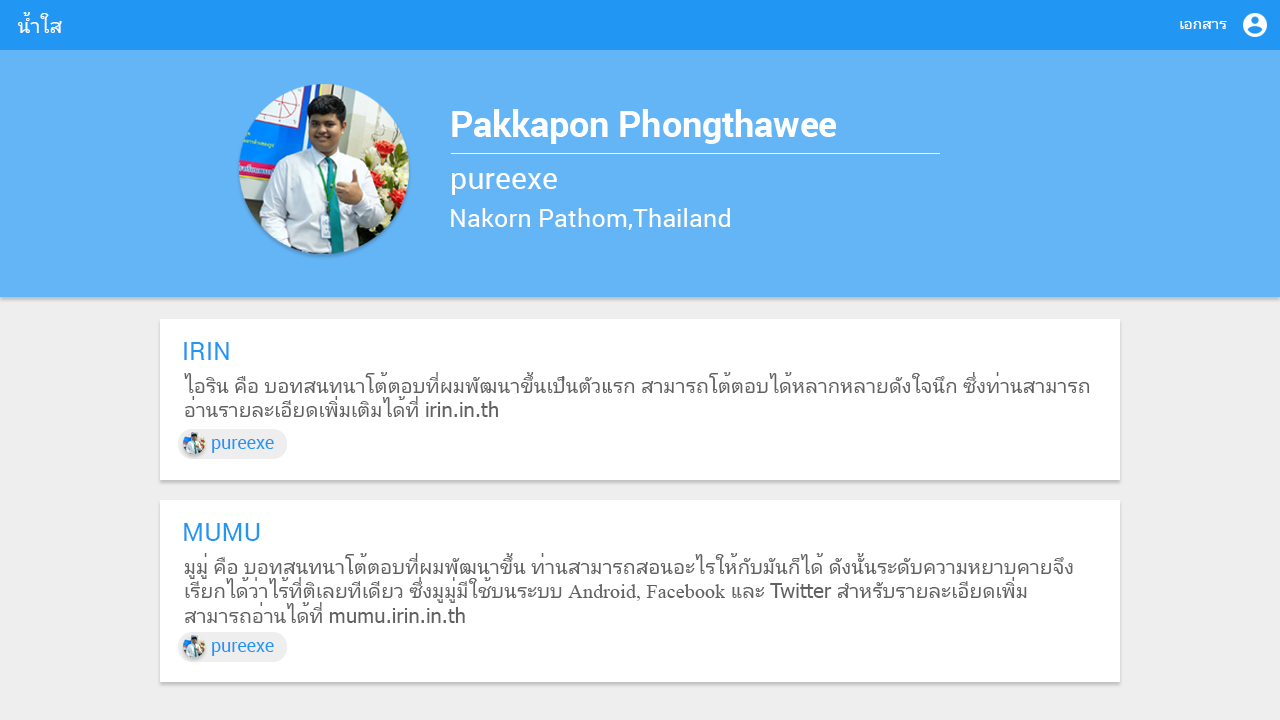 น้ำใส
เอกสาร
Pakkapon Phongthawee
pureexe
Nakorn Pathom,Thailand
IRIN
ไอริน คือ บอทสนทนาโต้ตอบที่ผมพัฒนาขึ้นเป็นตัวแรก สามารถโต้ตอบได้หลากหลายดังใจนึก ซึ่งท่านสามารถ
อ่านรายละเอียดเพิ่มเติมได้ที่ irin.in.th
pureexe
MUMU
มูมู่ คือ บอทสนทนาโต้ตอบที่ผมพัฒนาขึ้น ท่านสามารถสอนอะไรให้กับมันก็ได้ ดังนั้นระดับความหยาบคายจึง
เรียกได้ว่าไร้ที่ติเลยทีเดียว ซึ่งมูมู่มีใช้บนระบบ Android, Facebook และ Twitter สำหรับรายละเอียดเพิ่ม
สามารถอ่านได้ที่ mumu.irin.in.th
pureexe